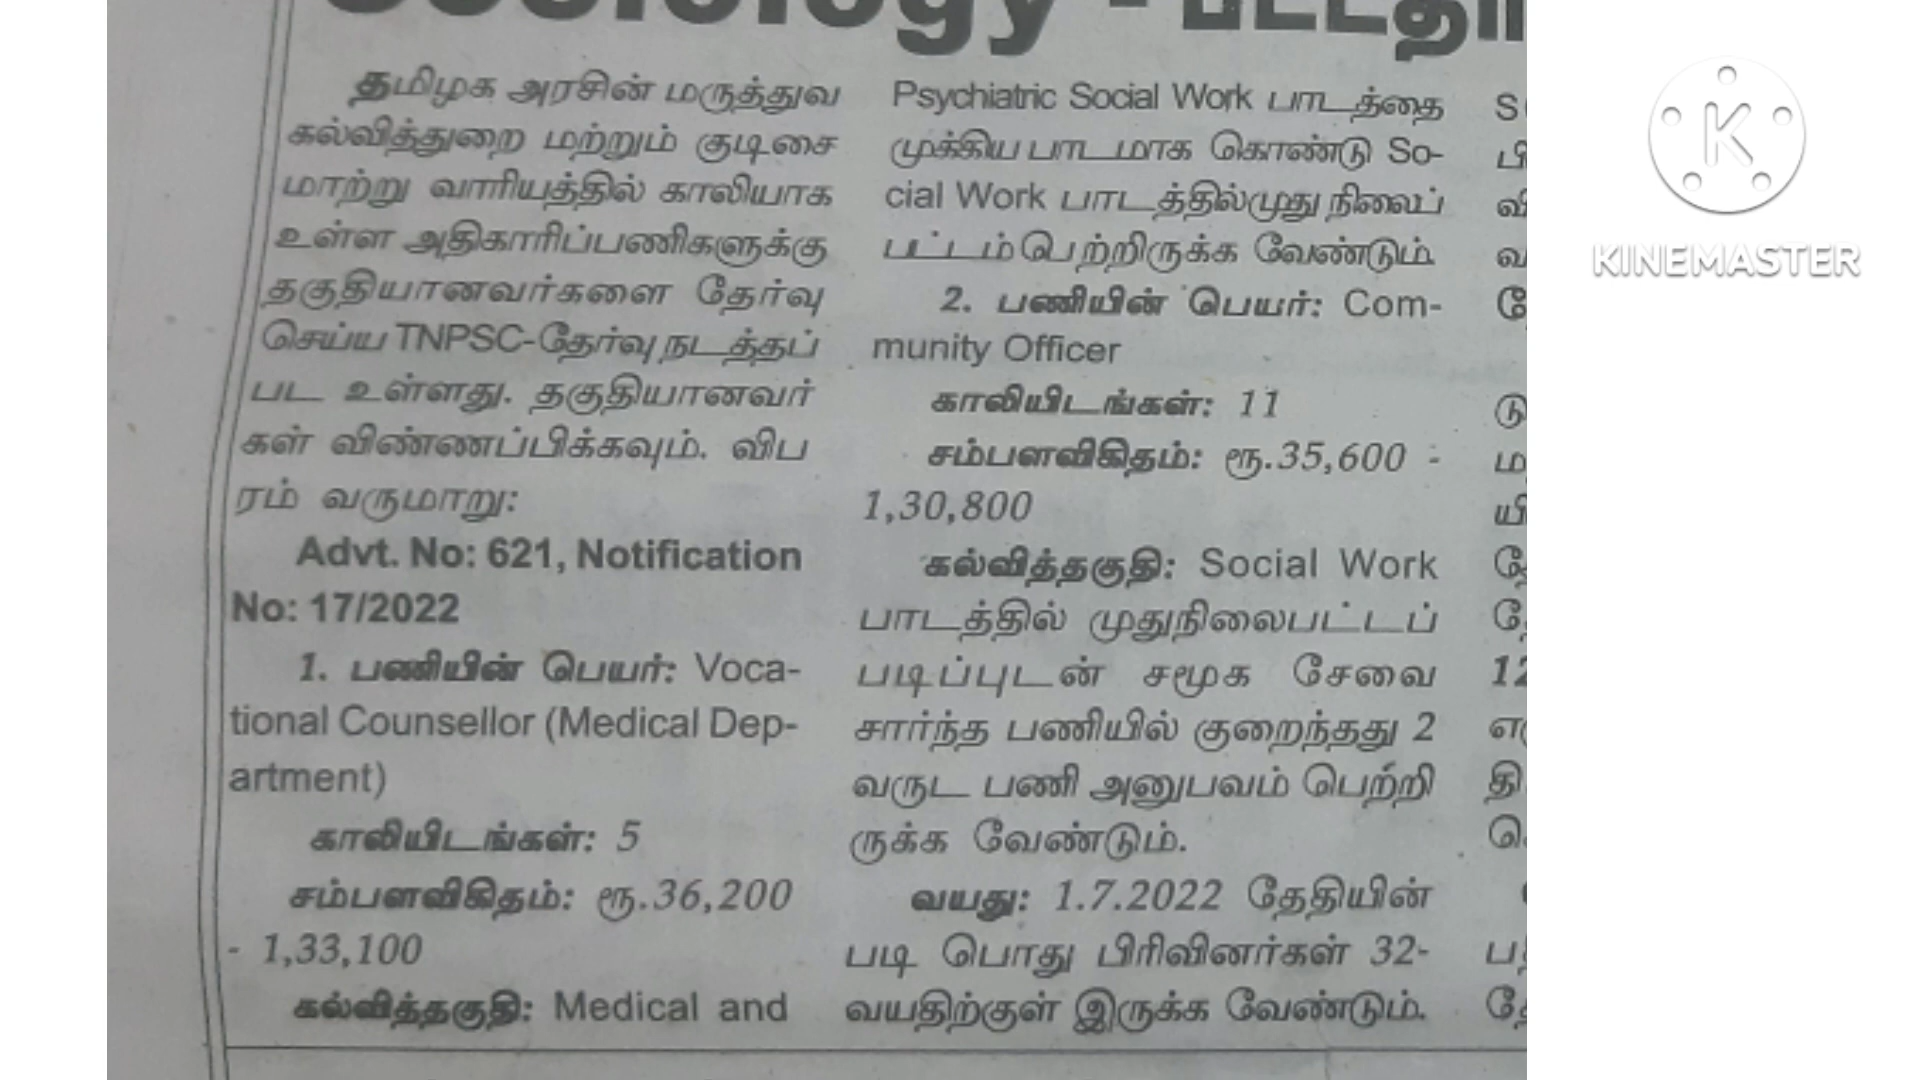 Sociology - பட்டதா
தமிழக அரசின் மருத்துவ
கல்வித்துறை மற்றும் குடிசை
மாற்று வாரியத்தில் காலியாக
உள்ள அதிகாரிப்பணிகளுக்கு
தகுதியானவர்களை தேர்வு
செய்ய TNPSC-தேர்வு நடத்தப்
பட உள்ளது. தகுதியானவர்
கள் விண்ணப்பிக்கவும். விப
ரம் வருமாறு:
Advt. No: 621, Notification
No: 17/2022
1. பணியின் பெயர்: Voca-
tional Counsellor (Medical Dep-
artment)
காலியிடங்கள்: 5
சம்பளவிகிதம்: ரூ.36,200
- 1,33,100
கல்வித்தகுதி: Medical and
Psychiatric Social Work பாடத்தை
முக்கிய பாடமாக கொண்டு So-
cial Work பாடத்தில்முது நிலைப்
பட்டம் பெற்றிருக்க வேண்டும்.
2. பணியின் பெயர்: Com-
munity Officer
காலியிடங்கள்: 11
சம்பளவிகிதம்: ரூ.35,600 -
1,30,800
கல்வித்தகுதி: Social Work
பாடத்தில் முதுநிலைபட்டப்
படிப்புடன் சமூக சேவை
சார்ந்த பணியில் குறைந்தது 2
வருட பணி அனுபவம் பெற்றி
ருக்க வேண்டும்.
வயது: 1.7.2022 தேதியின்
படி பொது பிரிவினர்கள் 32-
வயதிற்குள் இருக்க வேண்டும்.
KINEMASTER